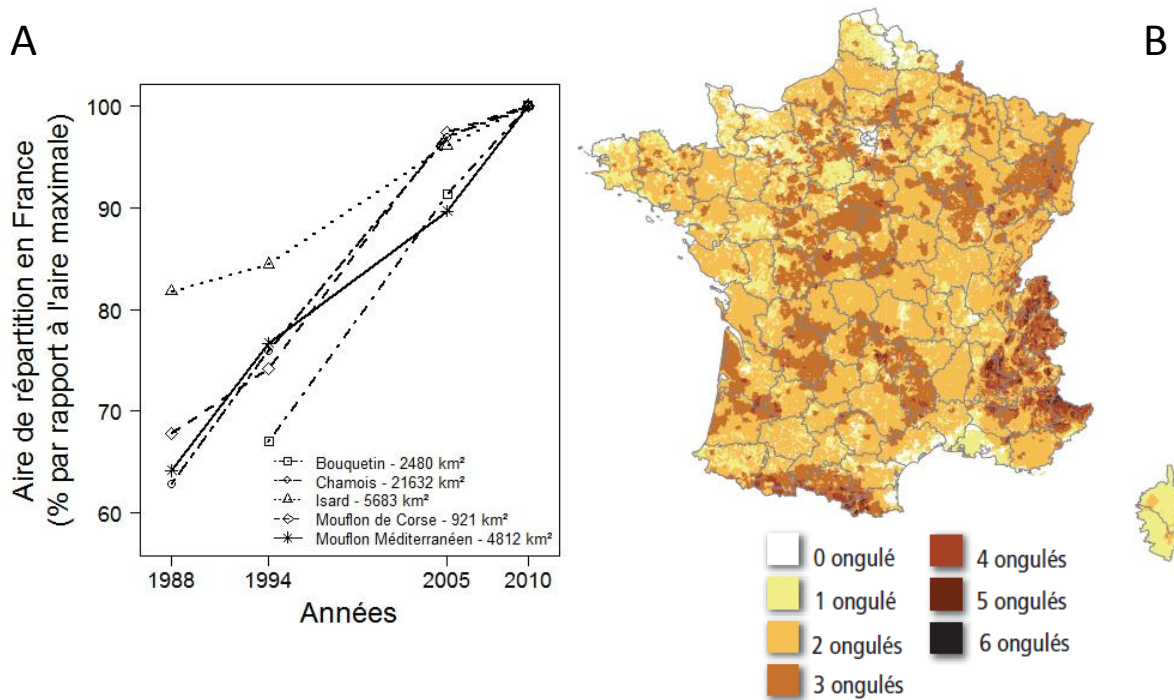 A
Aire de répartition en France
(% par rapport à l'aire maximale)
100
90
80
70
60
Bouquetin - 2480 km²
Chamois - 21632 km²
Isard - 5683 km²
Mouflon de Corse - 921 km²
Mouflon Méditerranéen - 4812 km²
1988
1994
2005
2010
Années
B
0 ongulé
1 ongulé
2 ongulés
3 ongulés
4 ongulés
5 ongulés
6 ongulés